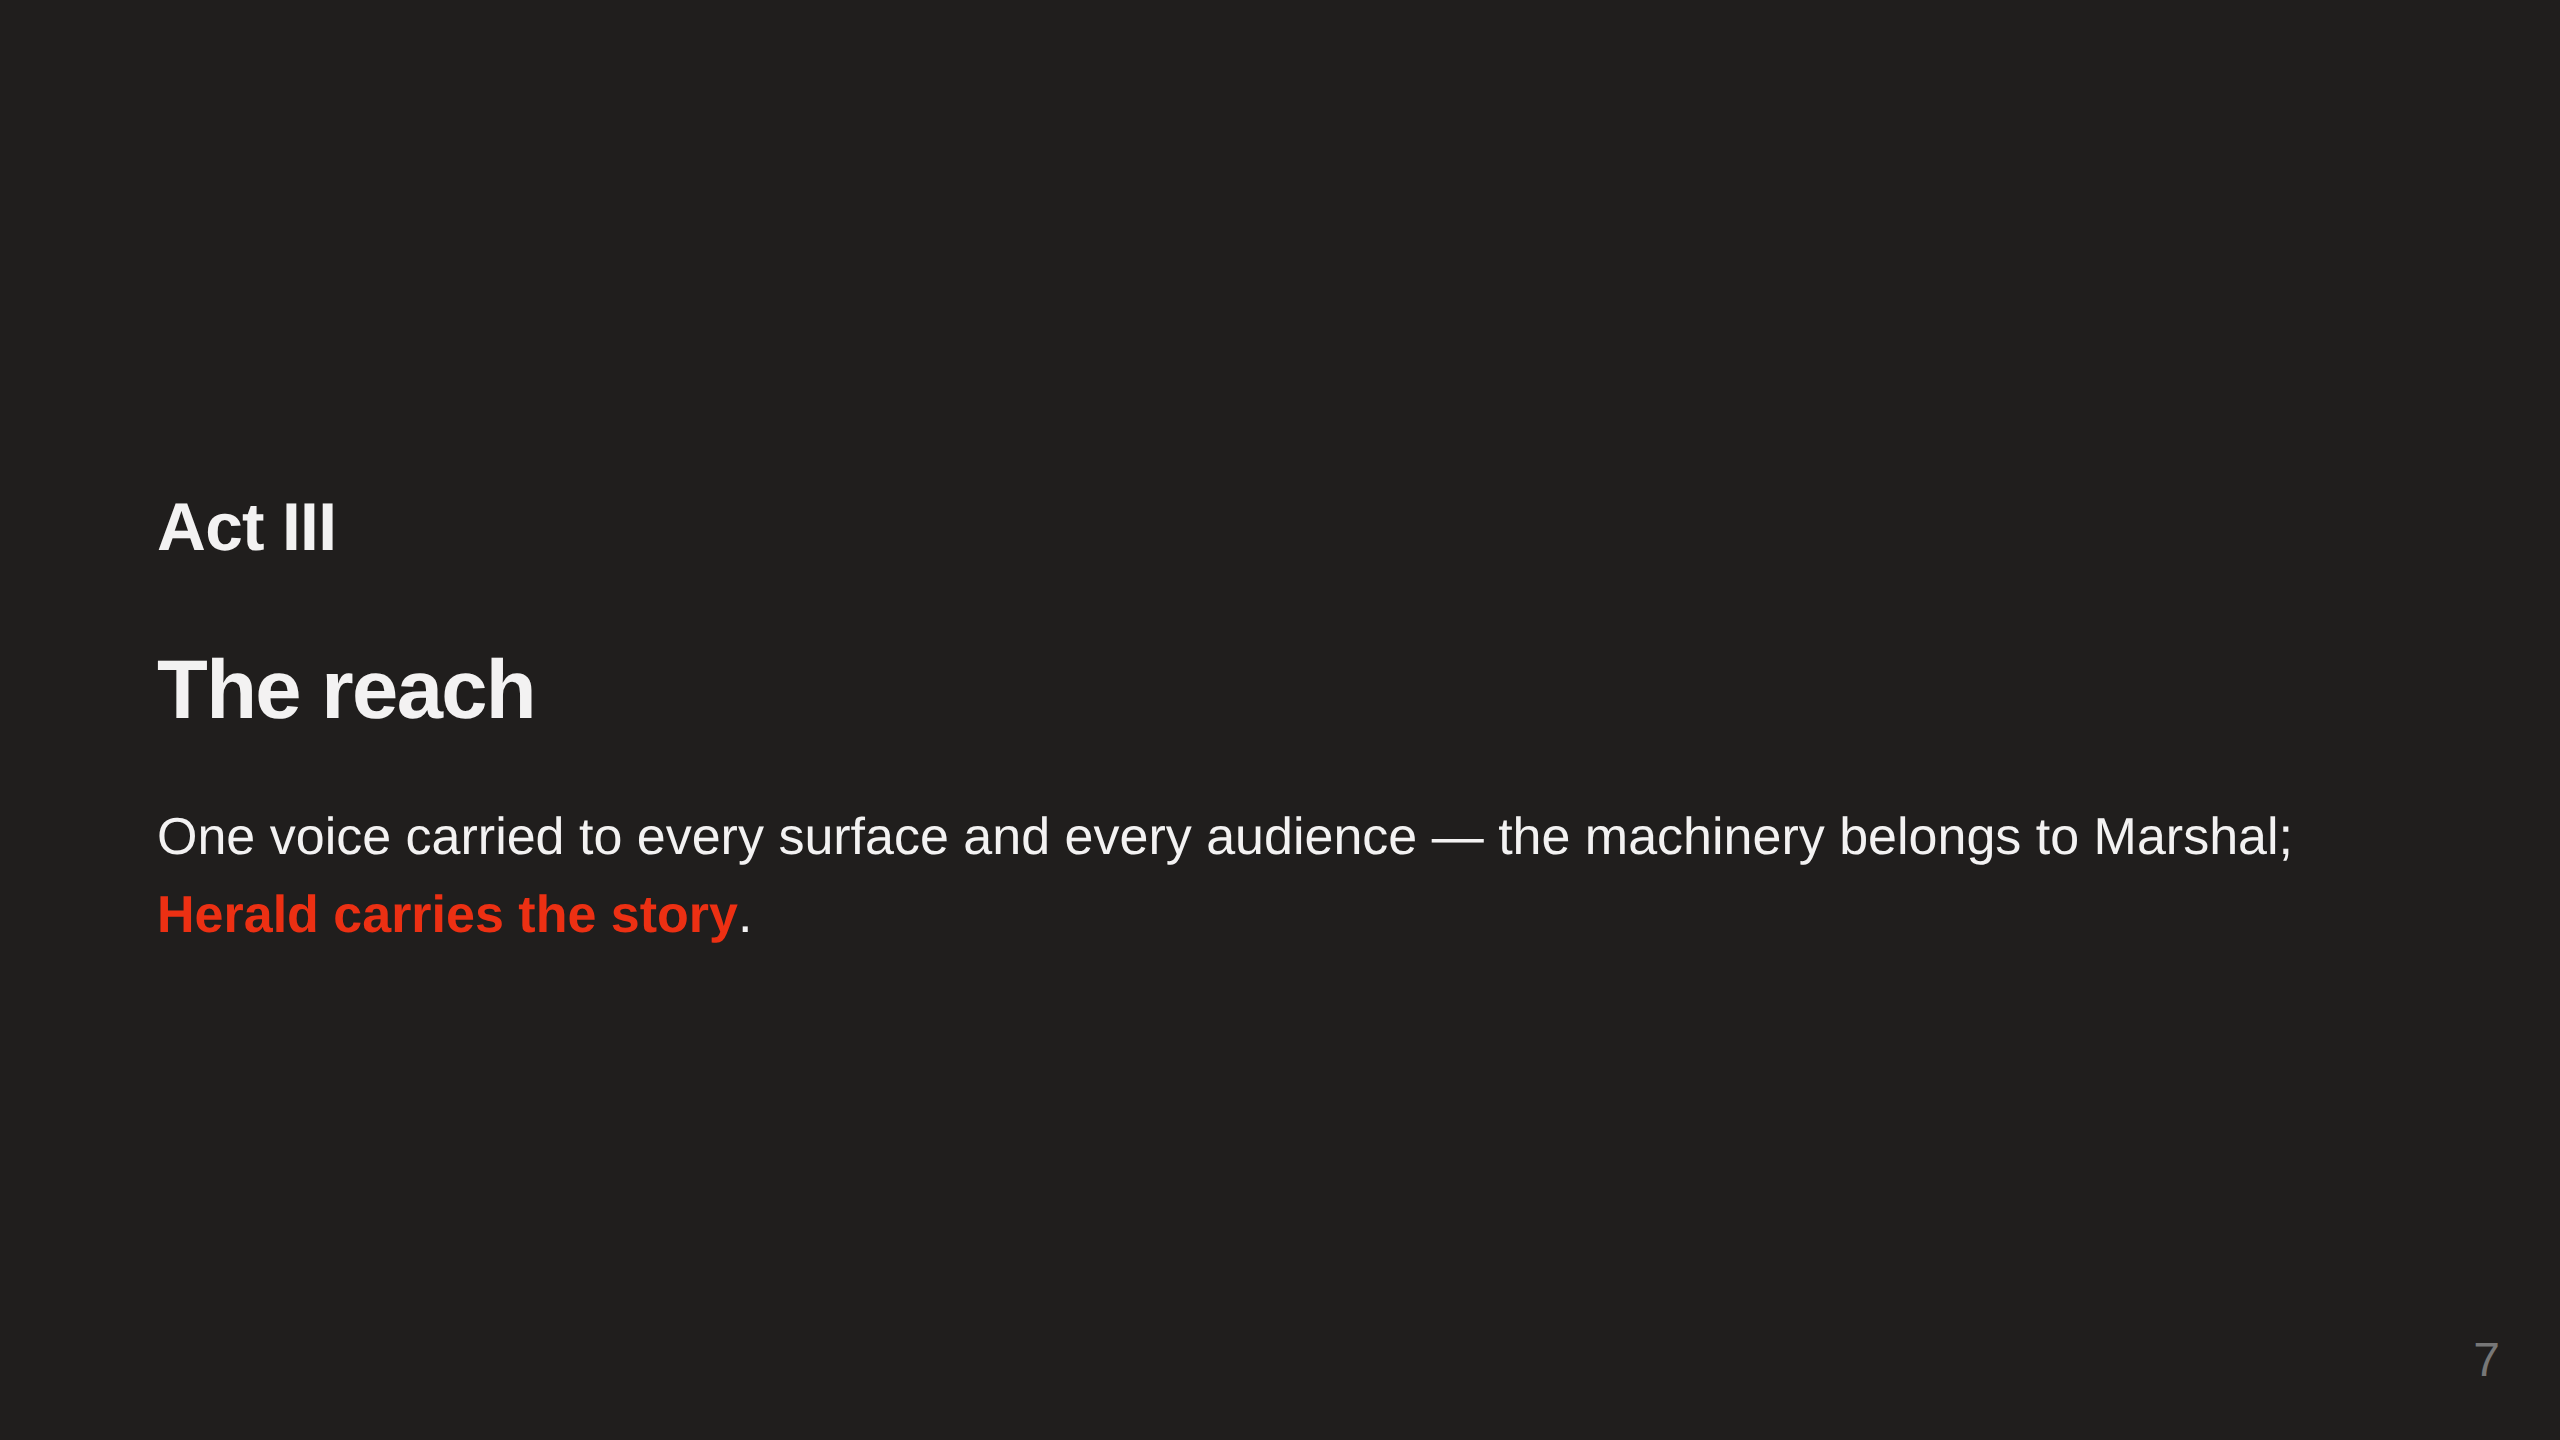 Act III
The reach
One voice carried to every surface and every audience — the machinery belongs to Marshal;
Herald carries the story.
7